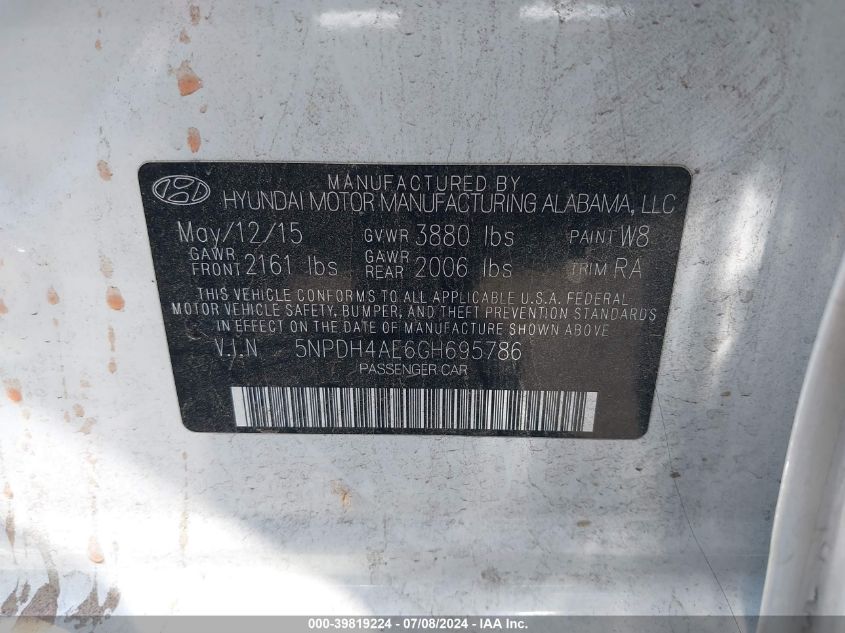 MANUFACTURED BY
HYUNDAI MOTOR MANUFACTURING ALABAMA, LLC
May/12/15 GVWR 3880 lbs PAINT W8
GAWR FRONT 2161 lbs GAWR REAR 2006 lbs TRIM RA
THIS VEHICLE CONFORMS TO ALL APPLICABLE U.S.A. FEDERAL
MOTOR VEHICLE SAFETY, BUMPER, AND THEFT PREVENTION STANDARDS
IN EFFECT ON THE DATE OF MANUFACTURE SHOWN ABOVE.
V.I.N 5NPDH4AE6GH695786
PASSENGER CAR
000-39819224 - 07/08/2024 - IAA Inc.